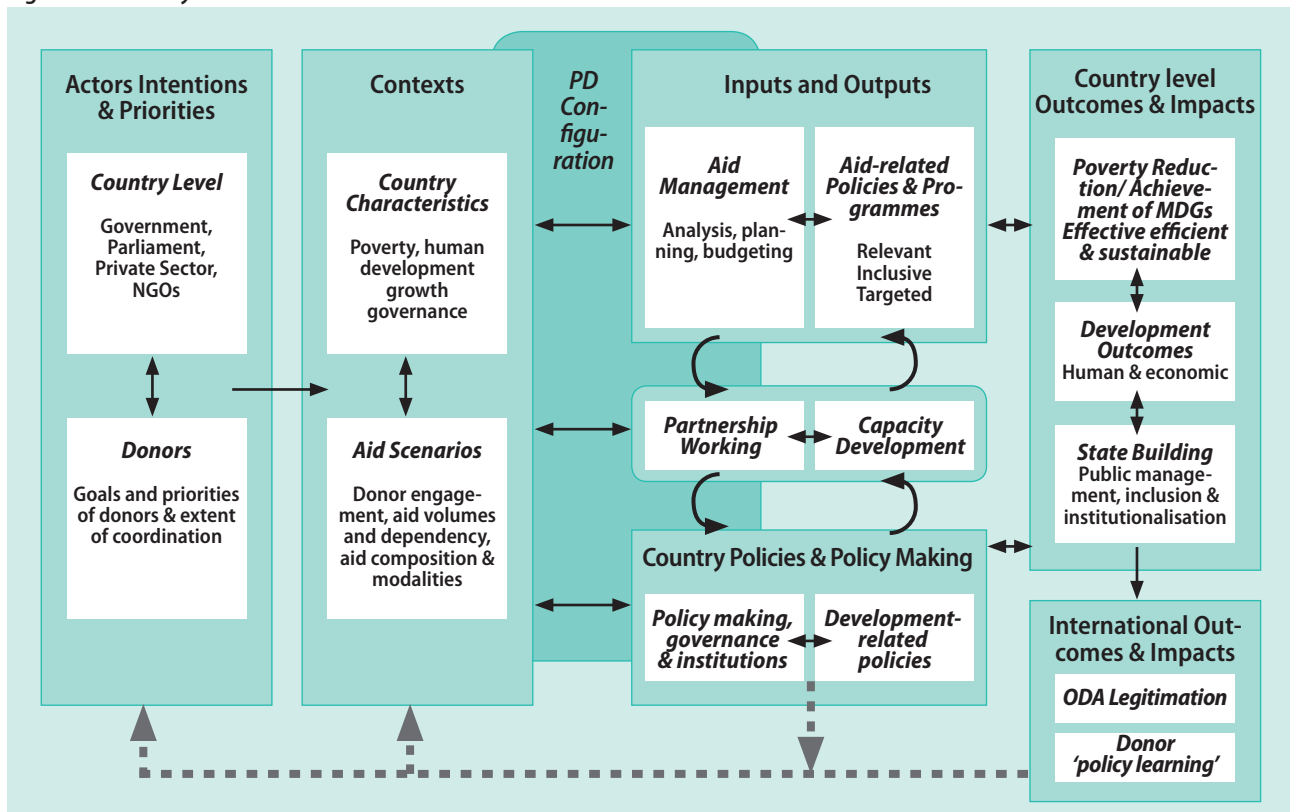 Actors Intentions
& Priorities
Country Level
Government,
Parliament,
Private Sector,
NGOs
Donors
Goals and priorities
of donors & extent
of coordination
Contexts
Country
Characteristics
Poverty, human
development
growth
governance
Aid Scenarios
Donor engage-
ment, aid volumes
and dependency,
aid composition &
modalities
PD
Con-
figu-
ration
Inputs and Outputs
Aid
Management
Analysis, plan-
ning, budgeting
Aid-related
Policies & Pro-
grammes
Relevant
Inclusive
Targeted
Partnership
Working
Capacity
Development
Country Policies & Policy Making
Policy making,
governance
& institutions
Development-
related
policies
Country level
Outcomes & Impacts
Poverty Reduc-
tion/ Achieve-
ment of MDGs
Effective efficient
& sustainable
Development
Outcomes
Human & economic
State Building
Public manage-
ment, inclusion &
institutionalisation
International Out-
comes & Impacts
ODA Legitimation
Donor
'policy learning'